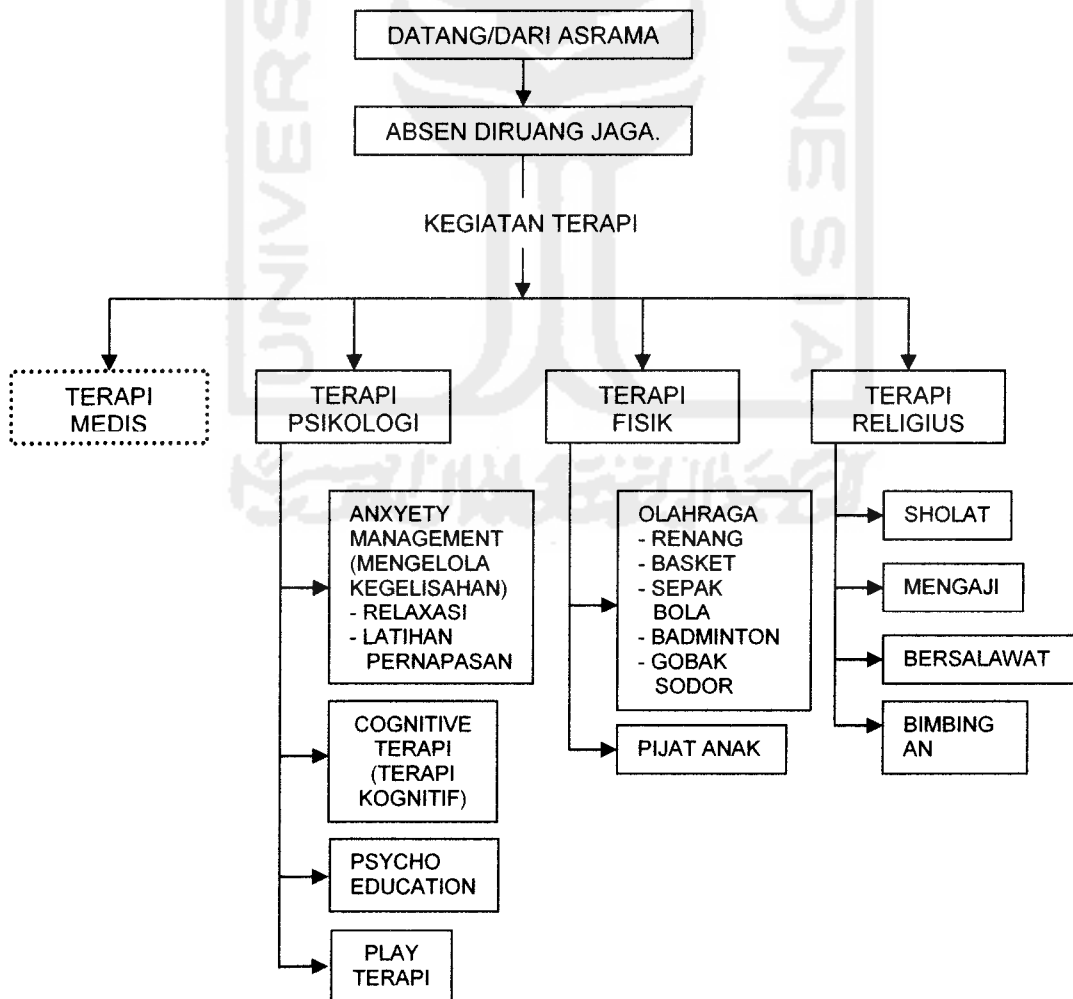 DATANG/DARI ASRAMA
ABSEN DIRUANG JAGA.
KEGIATAN TERAPI
TERAPI
MEDIS
TERAPI
PSIKOLOGI
TERAPI
FISIK
TERAPI
RELIGIUS
ANXYETY
MANAGEMENT
(MENGELOLA
KEGELISAHAN)
- RELAXASI
- LATIHAN
PERNAPASAN
COGNITIVE
TERAPI
(TERAPI
KOGNITIF)
PSYCHO
EDUCATION
PLAY
TERAPI
OLAHRAGA
- RENANG
- BASKET
- SEPAK
BOLA
- BADMINTON
- GOBAK
SODOR
PIJAT ANAK
SHOLAT
MENGAJI
BERSALAWAT
BIMBING
AN
UNIVERS
ONESIA